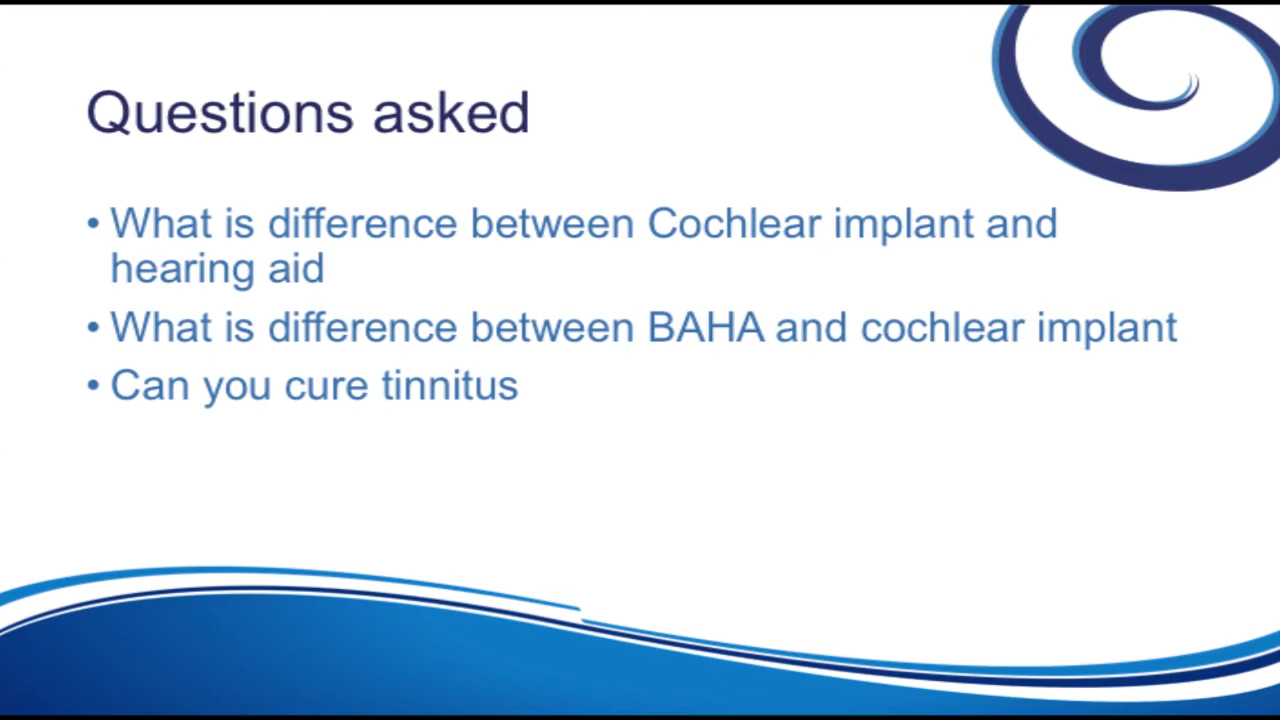 Questions asked
• What is difference between Cochlear implant and
hearing aid
• What is difference between BAHA and cochlear implant
• Can you cure tinnitus